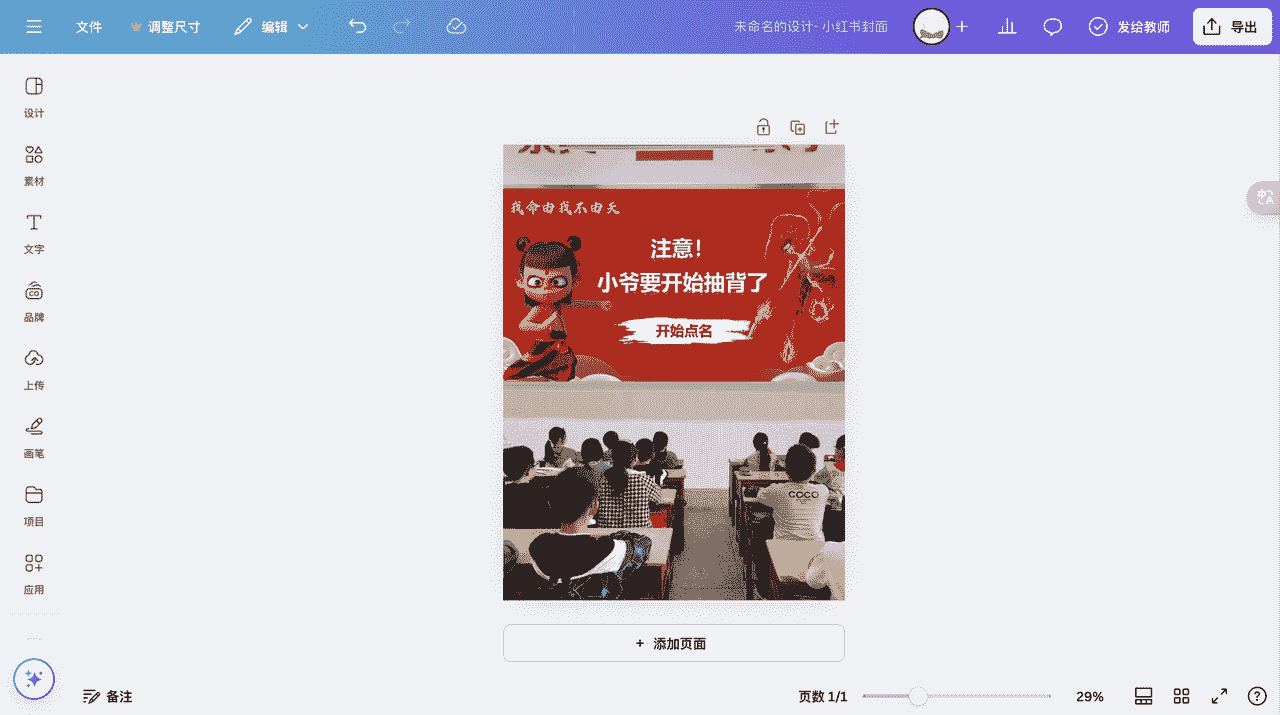 文件
调整尺寸
编辑
未命名的设计- 小红书封面
发给教师
导出
设计
素材
文字
品牌
上传
画笔
项目
应用
我命由我不由天
注意！
小爷要开始抽背了
开始点名
COCO
+ 添加页面
备注
页数 1/1
29%